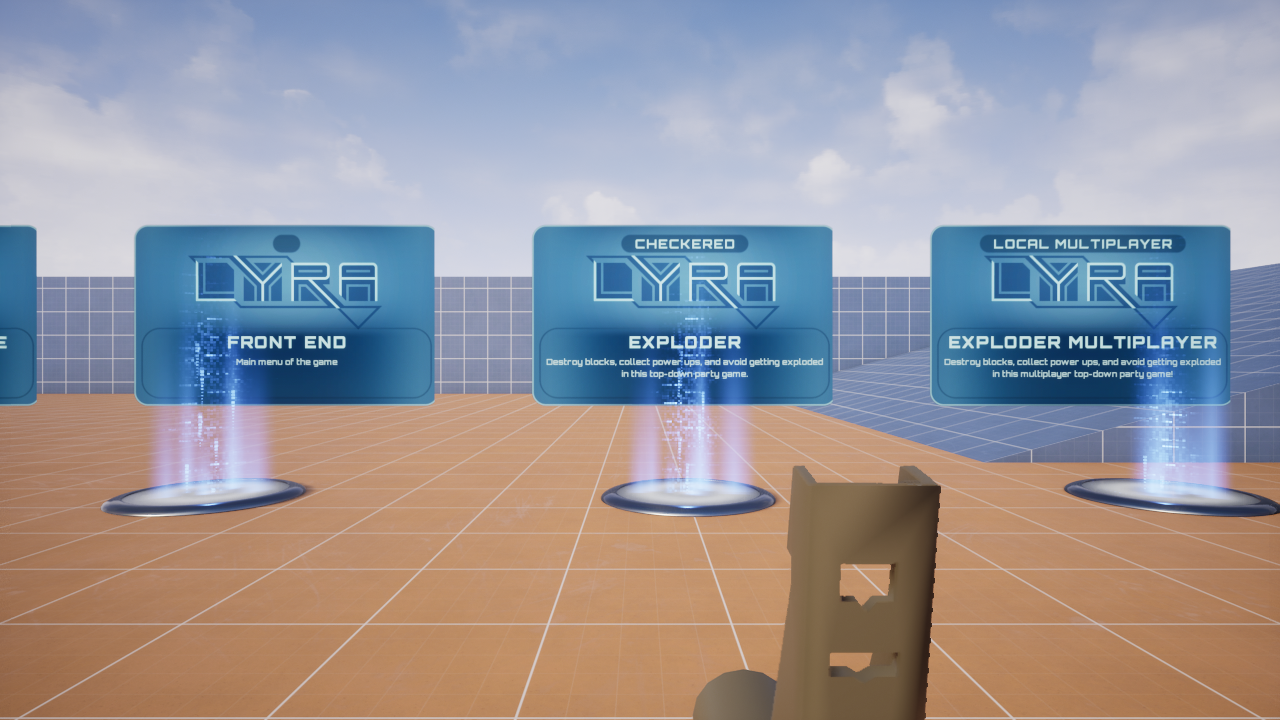 E
LYRA
FRONT END
Main menu of the game
CHECKERED
LYRA
EXPLODER
Destroy blocks, collect power ups, and avoid getting exploded
in this top-down party game.
LOCAL MULTIPLAYER
LYRA
EXPLODER MULTIPLAYER
Destroy blocks, collect power ups, and avoid getting exploded
in this multiplayer top-down party game!